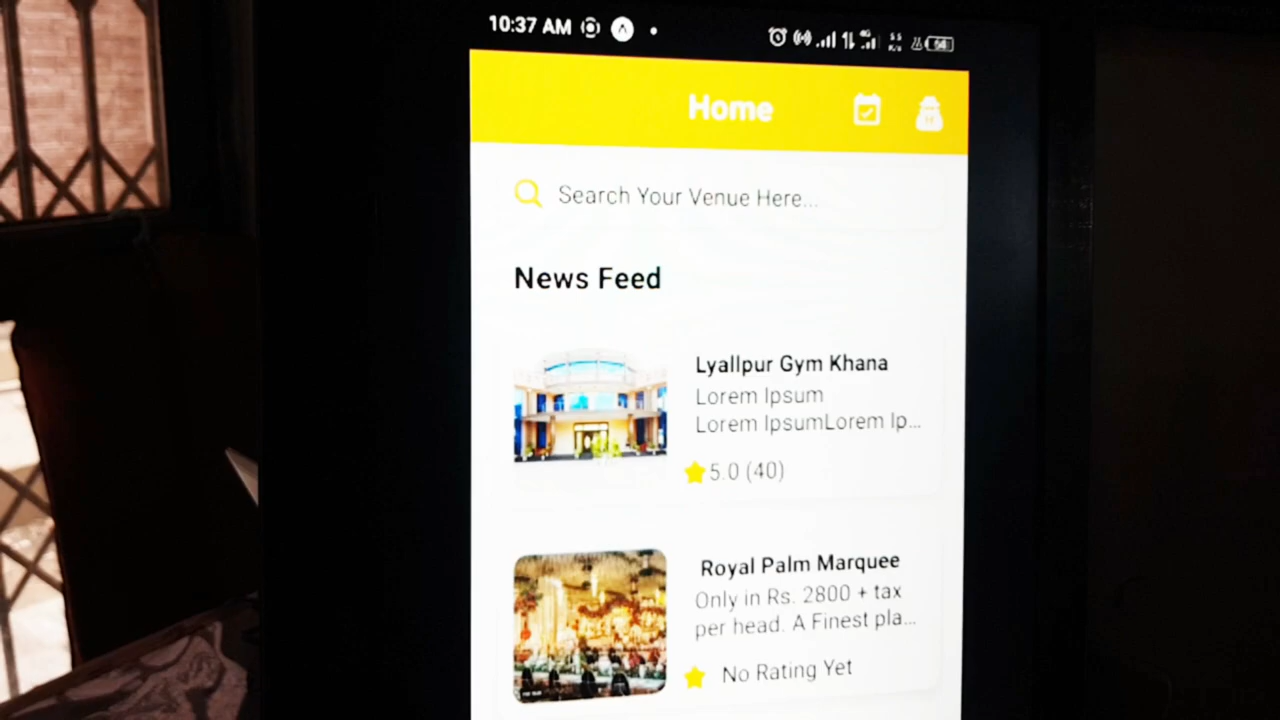 10:37 AM
Home
Search Your Venue Here...
News Feed
Lyallpur Gym Khana
Lorem Ipsum
Lorem IpsumLorem Ip...
5.0 (40)
Royal Palm Marquee
Only in Rs. 2800 + tax
per head. A Finest pla...
No Rating Yet